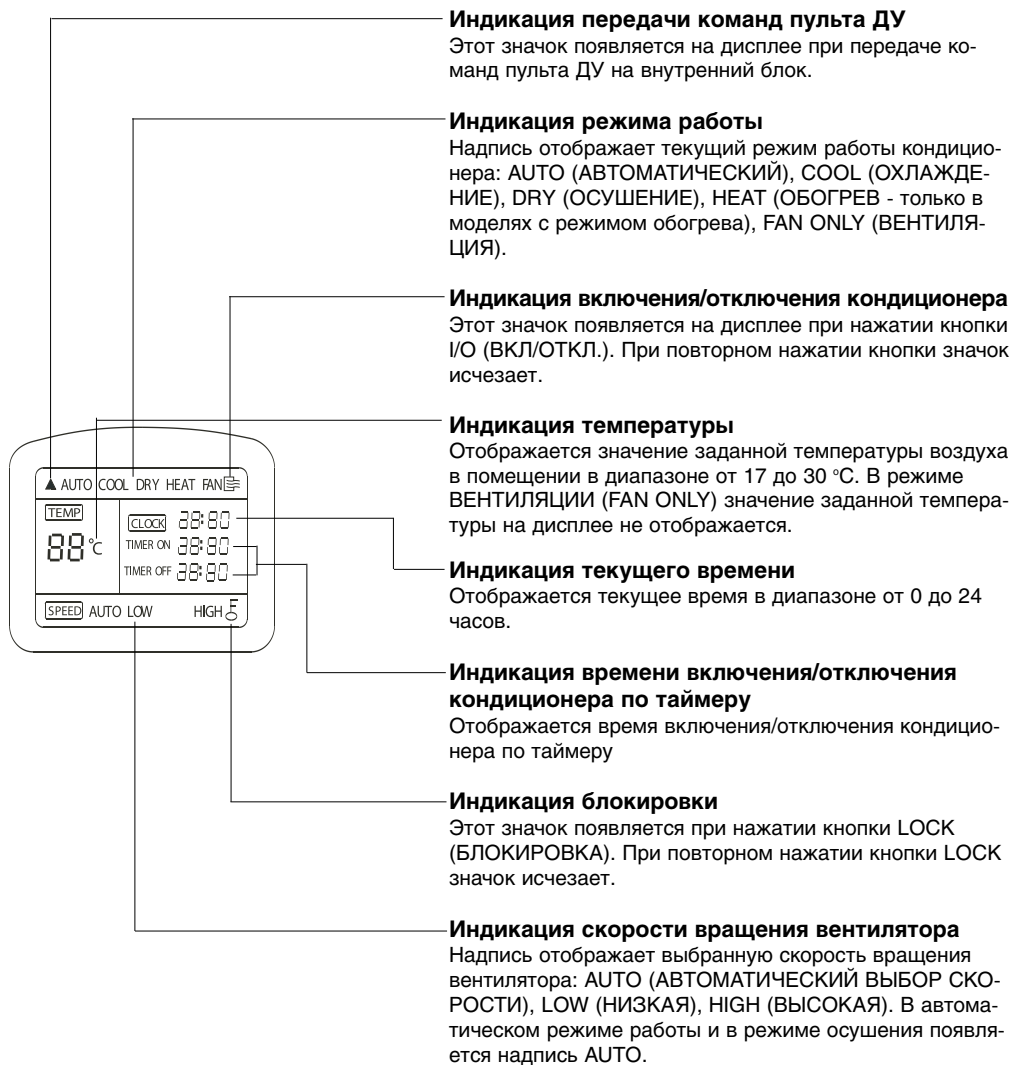 Индикация передачи команд пульта ДУ
Этот значок появляется на дисплее при передаче ко-
манд пульта ДУ на внутренний блок.
Индикация режима работы
Надпись отображает текущий режим работы кондицио-
нера: AUTO (АВТОМАТИЧЕСКИЙ), COOL (ОХЛАЖДЕ-
НИЕ), DRY (ОСУШЕНИЕ), HEAT (ОБОГРЕВ - только в
моделях с режимом обогрева), FAN ONLY (ВЕНТИЛЯ-
ЦИЯ).
Индикация включения/отключения кондиционера
Этот значок появляется на дисплее при нажатии кнопки
I/O (ВКЛ/ОТКЛ.). При повторном нажатии кнопки значок
исчезает.
Индикация температуры
Отображается значение заданной температуры воздуха
в помещении в диапазоне от 17 до 30 °С. В режиме
ВЕНТИЛЯЦИИ (FAN ONLY) значение заданной темпера-
туры на дисплее не отображается.
Индикация текущего времени
Отображается текущее время в диапазоне от 0 до 24
часов.
Индикация времени включения/отключения
кондиционера по таймеру
Отображается время включения/отключения кондицио-
нера по таймеру
Индикация блокировки
Этот значок появляется при нажатии кнопки LOCK
(БЛОКИРОВКА). При повторном нажатии кнопки LOCK
значок исчезает.
Индикация скорости вращения вентилятора
Надпись отображает выбранную скорость вращения
вентилятора: AUTO (АВТОМАТИЧЕСКИЙ ВЫБОР СКО-
РОСТИ), LOW (НИЗКАЯ), HIGH (ВЫСОКАЯ). В автома-
тическом режиме работы и в режиме осушения появля-
ется надпись AUTO.
AUTO COOL DRY HEAT FAN
TEMP
88°C
CLOCK 88:80
TIMER ON 88:80
TIMER OFF 88:80
SPEED AUTO LOW HIGH